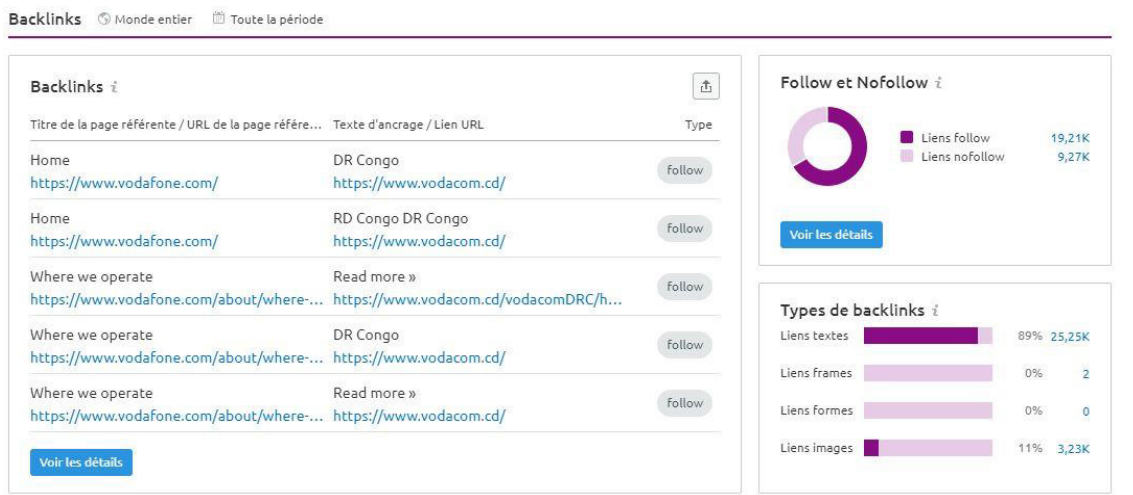 Backlinks Monde entier Toute la période
Backlinks i
Titre de la page référente / URL de la page référe... Texte d'ancrage / Lien URL Type
Home DR Congo
https://www.vodafone.com/ https://www.vodacom.cd/ follow
Home RD Congo DR Congo
https://www.vodafone.com/ https://www.vodacom.cd/ follow
Where we operate Read more »
https://www.vodafone.com/about/where-... https://www.vodacom.cd/vodacomDRC/h... follow
Where we operate DR Congo
https://www.vodafone.com/about/where-... https://www.vodacom.cd/ follow
Where we operate Read more »
https://www.vodafone.com/about/where-... https://www.vodacom.cd/ follow
Voir les détails
Follow et Nofollow i
Liens follow 19,21K
Liens nofollow 9,27K
Voir les détails
Types de backlinks i
Liens textes 89% 25,25K
Liens frames 0% 2
Liens formes 0% 0
Liens images 11% 3,23K